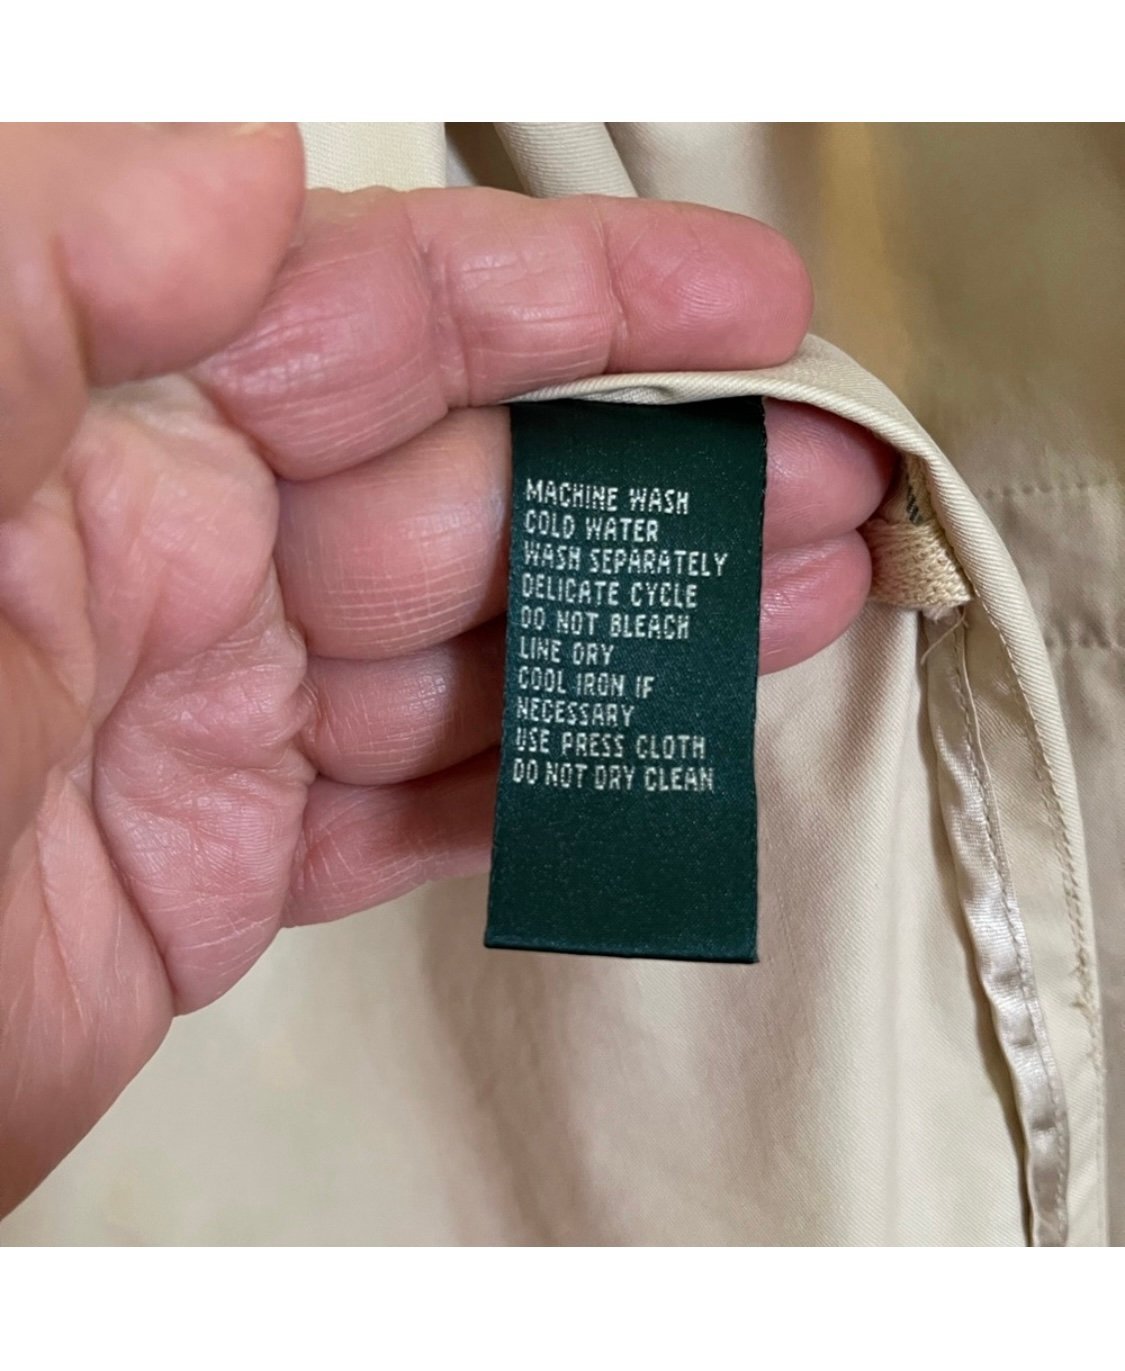 MACHINE WASH
COLD WATER
WASH SEPARATELY
DELICATE CYCLE
DO NOT BLEACH
LINE DRY
COOL IRON IF
NECESSARY
USE PRESS CLOTH
DO NOT DRY CLEAN